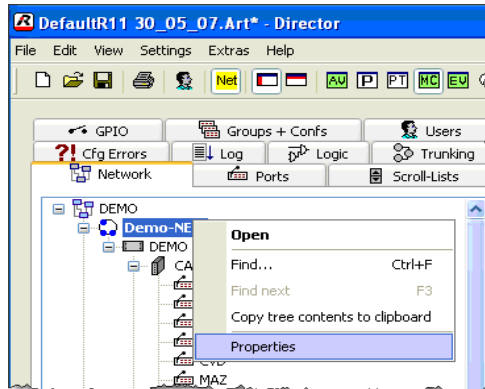 DefaultR11 30_05_07.Art* - Director
File Edit View Settings Extras Help
Net AV P PT MC EV
GPIO Groups + Confs Users
?! Cfg Errors Log Logic Trunking
Network Ports Scroll-Lists
DEMO
Demo-NE
Open
DEMO
CA
Find... Ctrl+F
Find next F3
Copy tree contents to clipboard
Properties
MAZ